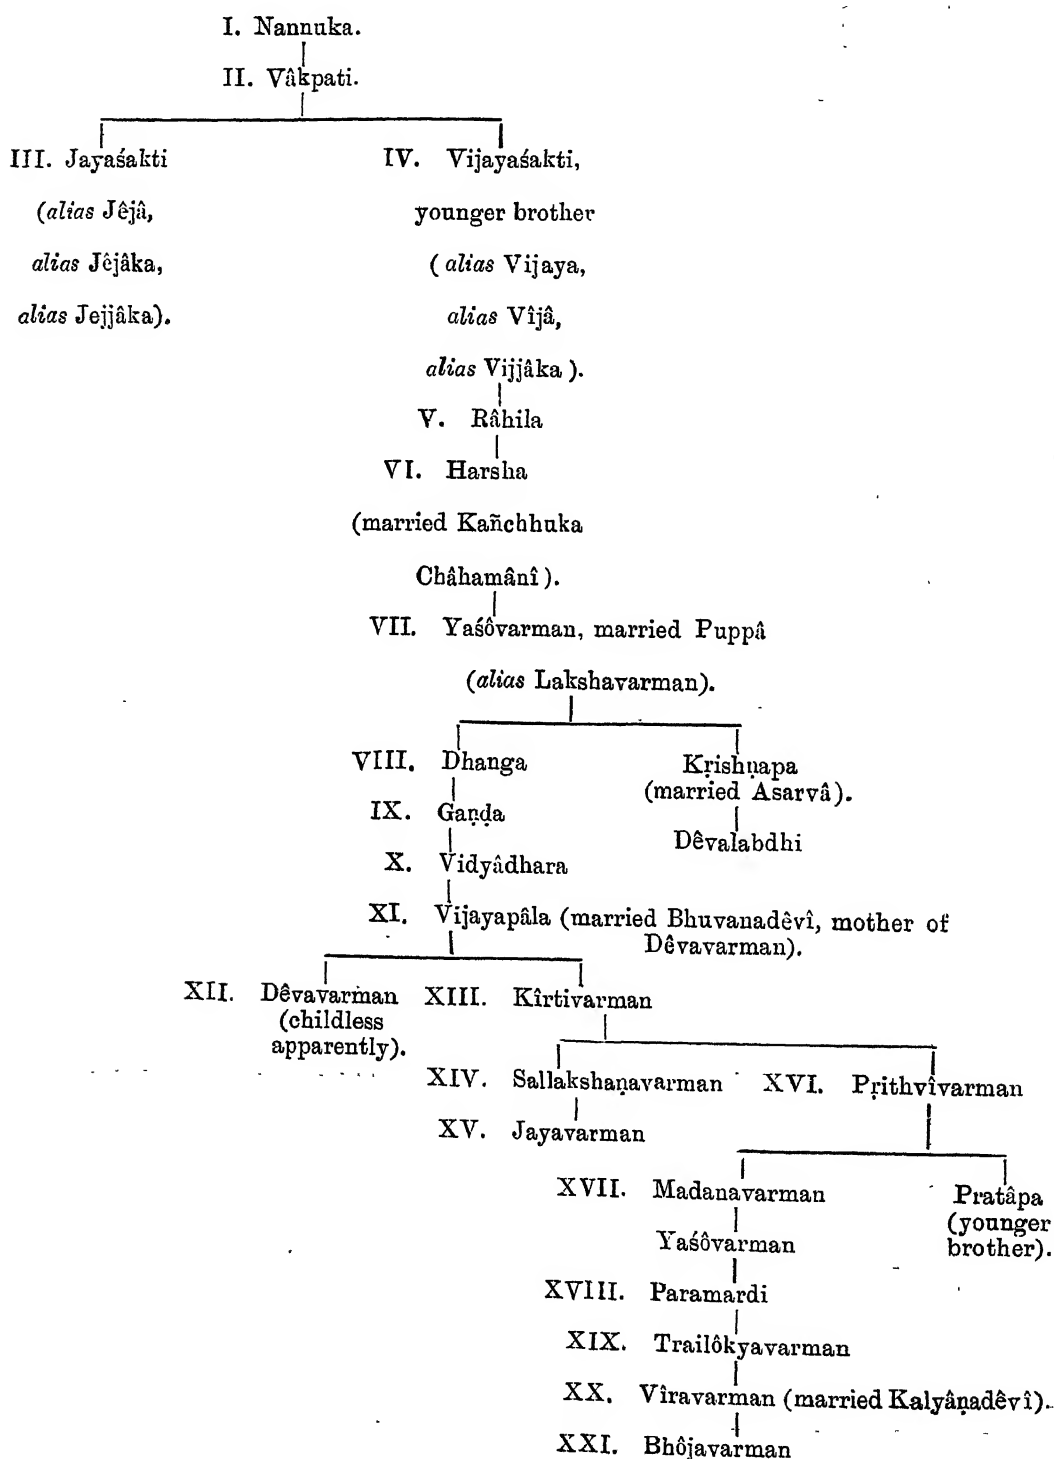 I. Nannuka.
II. Vâkpati.
III. Jayaśakti IV. Vijayaśakti,
(alias Jêjâ, younger brother
alias Jêjâka, (alias Vijaya,
alias Jejjâka). alias Vîjâ,
alias Vijjâka).
V. Râhila
VI. Harsha
(married Kañchhuka
Châhamânî).
VII. Yaśôvarman, married Puppâ
(alias Lakshavarman).
VIII. Dhanga Kṛishṇapa
(married Asarvâ).
IX. Gaṇḍa
Dêvalabdhi
X. Vidyâdhara
XI. Vijayapâla (married Bhuvanadêvî, mother of
Dêvavarman).
XII. Dêvavarman XIII. Kîrtivarman
(childless
apparently).
XIV. Sallakshaṇavarman XVI. Pṛithvîvarman
XV. Jayavarman
XVII. Madanavarman Pratâpa
(younger
Yaśôvarman brother).
XVIII. Paramardi
XIX. Trailôkyavarman
XX. Vîravarman (married Kalyâṇadêvî).
XXI. Bhôjavarman